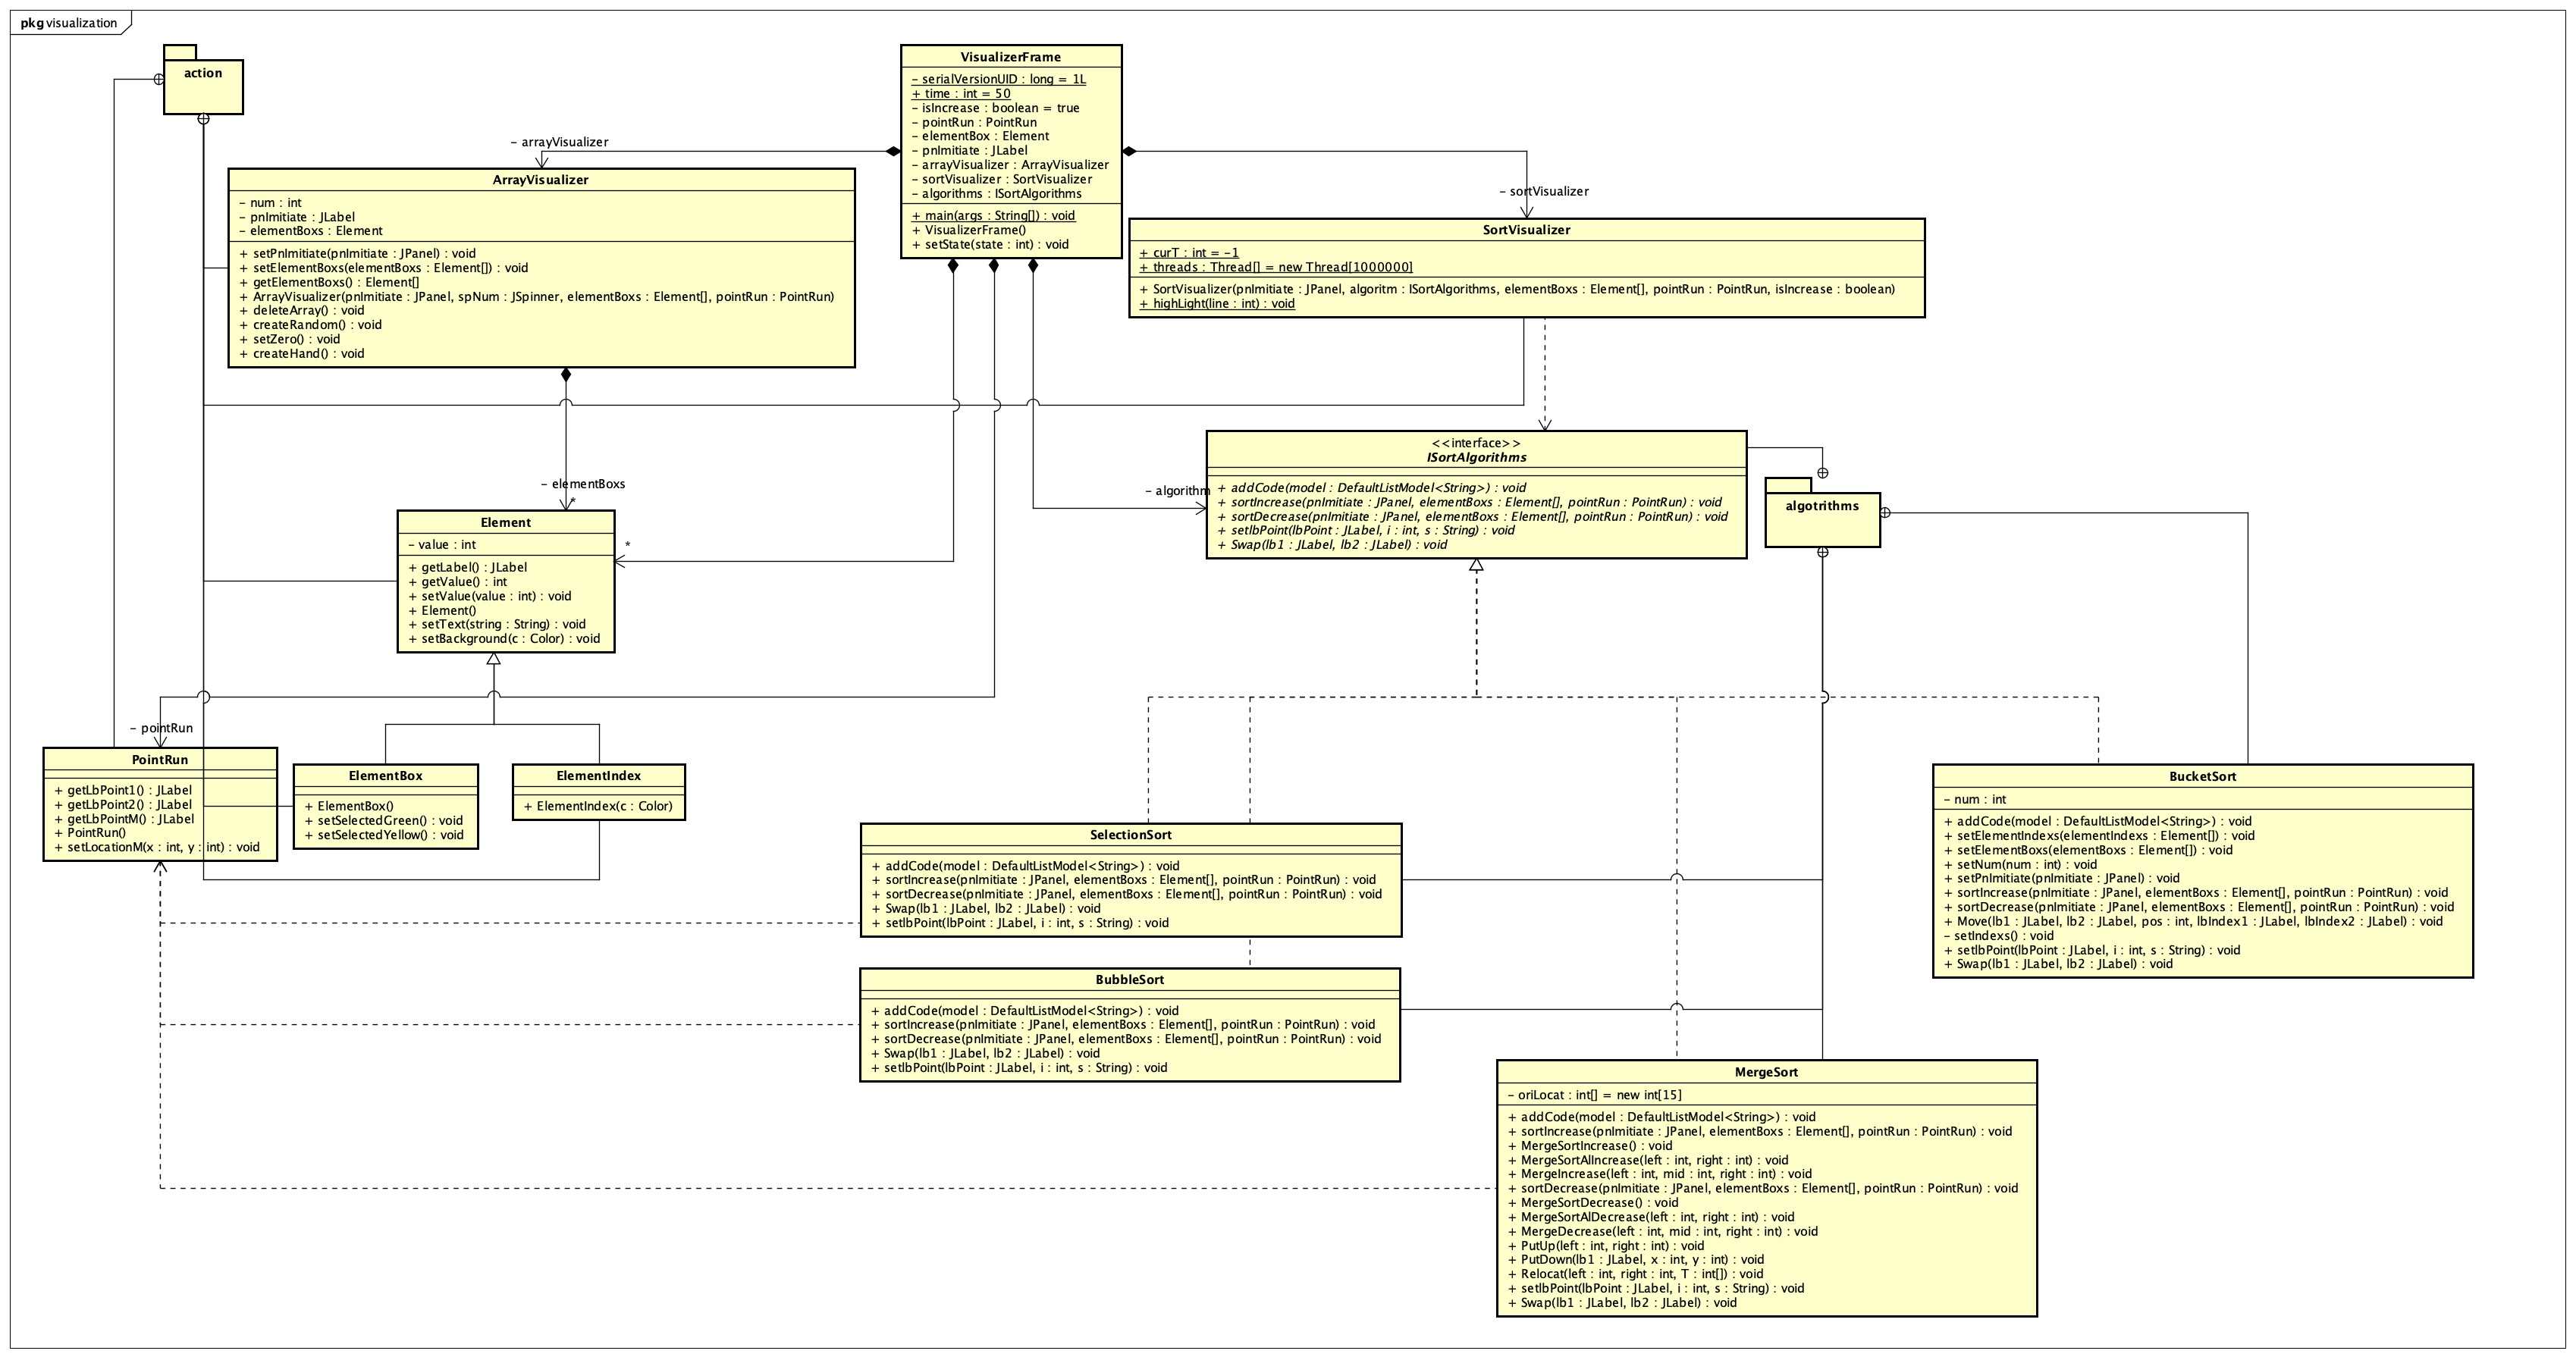 pkg visualization
action
VisualizerFrame
- serialVersionUID : long = 1L
+ time : int = 50
- isIncrease : boolean = true
- pointRun : PointRun
- elementBox : Element
- pnImitiate : JLabel
- arrayVisualizer : ArrayVisualizer
- sortVisualizer : SortVisualizer
- algorithms : ISortAlgorithms
+ main(args : String[]) : void
+ VisualizerFrame()
+ setState(state : int) : void
- arrayVisualizer
- sortVisualizer
ArrayVisualizer
- num : int
- pnImitiate : JLabel
- elementBoxs : Element
+ setPnImitiate(pnImitiate : JPanel) : void
+ setElementBoxs(elementBoxs : Element[]) : void
+ getElementBoxs() : Element[]
+ ArrayVisualizer(pnImitiate : JPanel, spNum : JSpinner, elementBoxs : Element[], pointRun : PointRun)
+ deleteArray() : void
+ createRandom() : void
+ setZero() : void
+ createHand() : void
SortVisualizer
+ curT : int = -1
+ threads : Thread[] = new Thread[1000000]
+ SortVisualizer(pnImitiate : JPanel, algoritm : ISortAlgorithms, elementBoxs : Element[], pointRun : PointRun, isIncrease : boolean)
+ highLight(line : int) : void
<<interface>>
ISortAlgorithms
+ addCode(model : DefaultListModel<String>) : void
+ sortIncrease(pnImitiate : JPanel, elementBoxs : Element[], pointRun : PointRun) : void
+ sortDecrease(pnImitiate : JPanel, elementBoxs : Element[], pointRun : PointRun) : void
+ setlbPoint(lbPoint : JLabel, i : int, s : String) : void
+ Swap(lb1 : JLabel, lb2 : JLabel) : void
- algorithm
algotrithms
- elementBoxs
*
Element
- value : int
+ getLabel() : JLabel
+ getValue() : int
+ setValue(value : int) : void
+ Element()
+ setText(string : String) : void
+ setBackground(c : Color) : void
*
- pointRun
PointRun
+ getLbPoint1() : JLabel
+ getLbPoint2() : JLabel
+ getLbPointM() : JLabel
+ PointRun()
+ setLocationM(x : int, y : int) : void
ElementBox
+ ElementBox()
+ setSelectedGreen() : void
+ setSelectedYellow() : void
ElementIndex
+ ElementIndex(c : Color)
SelectionSort
+ addCode(model : DefaultListModel<String>) : void
+ sortIncrease(pnImitiate : JPanel, elementBoxs : Element[], pointRun : PointRun) : void
+ sortDecrease(pnImitiate : JPanel, elementBoxs : Element[], pointRun : PointRun) : void
+ Swap(lb1 : JLabel, lb2 : JLabel) : void
+ setlbPoint(lbPoint : JLabel, i : int, s : String) : void
BucketSort
- num : int
+ addCode(model : DefaultListModel<String>) : void
+ setElementIndexs(elementIndexs : Element[]) : void
+ setElementBoxs(elementBoxs : Element[]) : void
+ setNum(num : int) : void
+ setPnImitiate(pnImitiate : JPanel) : void
+ sortIncrease(pnImitiate : JPanel, elementBoxs : Element[], pointRun : PointRun) : void
+ sortDecrease(pnImitiate : JPanel, elementBoxs : Element[], pointRun : PointRun) : void
+ Move(lb1 : JLabel, lb2 : JLabel, pos : int, lbIndex1 : JLabel, lbIndex2 : JLabel) : void
- setIndexs() : void
+ setlbPoint(lbPoint : JLabel, i : int, s : String) : void
+ Swap(lb1 : JLabel, lb2 : JLabel) : void
BubbleSort
+ addCode(model : DefaultListModel<String>) : void
+ sortIncrease(pnImitiate : JPanel, elementBoxs : Element[], pointRun : PointRun) : void
+ sortDecrease(pnImitiate : JPanel, elementBoxs : Element[], pointRun : PointRun) : void
+ Swap(lb1 : JLabel, lb2 : JLabel) : void
+ setlbPoint(lbPoint : JLabel, i : int, s : String) : void
MergeSort
- oriLocat : int[] = new int[15]
+ addCode(model : DefaultListModel<String>) : void
+ sortIncrease(pnImitiate : JPanel, elementBoxs : Element[], pointRun : PointRun) : void
+ MergeSortIncrease() : void
+ MergeSortAlIncrease(left : int, right : int) : void
+ MergeIncrease(left : int, mid : int, right : int) : void
+ sortDecrease(pnImitiate : JPanel, elementBoxs : Element[], pointRun : PointRun) : void
+ MergeSortDecrease() : void
+ MergeSortAlDecrease(left : int, right : int) : void
+ MergeDecrease(left : int, mid : int, right : int) : void
+ PutUp(left : int, right : int) : void
+ PutDown(lb1 : JLabel, x : int, y : int) : void
+ Relocat(left : int, right : int, T : int[]) : void
+ setlbPoint(lbPoint : JLabel, i : int, s : String) : void
+ Swap(lb1 : JLabel, lb2 : JLabel) : void